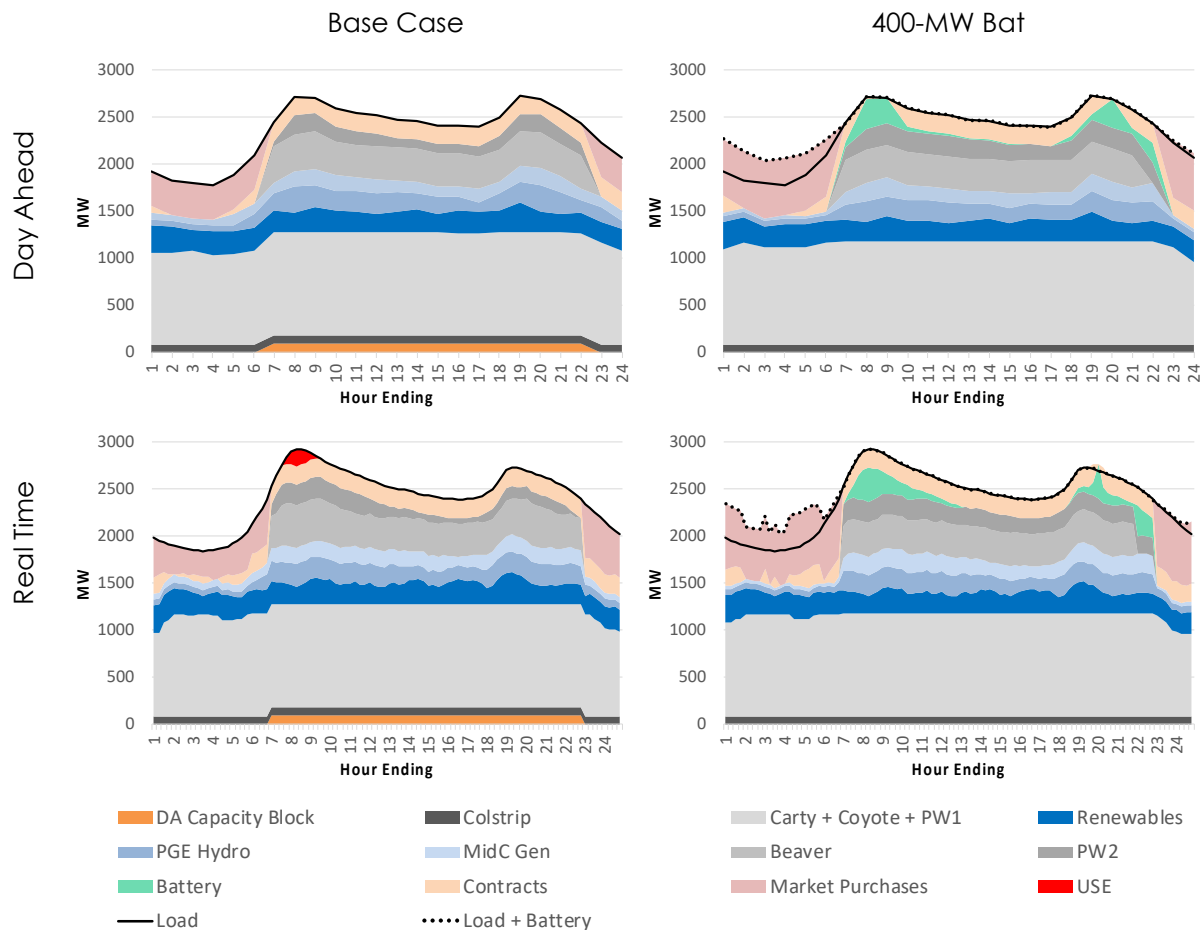 Base Case
400-MW Bat
Day Ahead
3000
2500
2000
1500
1000
500
0
MW
1 2 3 4 5 6 7 8 9 10 11 12 13 14 15 16 17 18 19 20 21 22 23 24
Hour Ending
3000
2500
2000
1500
1000
500
0
MW
1 2 3 4 5 6 7 8 9 10 11 12 13 14 15 16 17 18 19 20 21 22 23 24
Hour Ending
Real Time
3000
2500
2000
1500
1000
500
0
MW
1 2 3 4 5 6 7 8 9 10 11 12 13 14 15 16 17 18 19 20 21 22 23 24
Hour Ending
3000
2500
2000
1500
1000
500
0
MW
1 2 3 4 5 6 7 8 9 10 11 12 13 14 15 16 17 18 19 20 21 22 23 24
Hour Ending
DA Capacity Block
Colstrip
Carty + Coyote + PW1
Renewables
PGE Hydro
MidC Gen
Beaver
PW2
Battery
Contracts
Market Purchases
USE
Load
Load + Battery